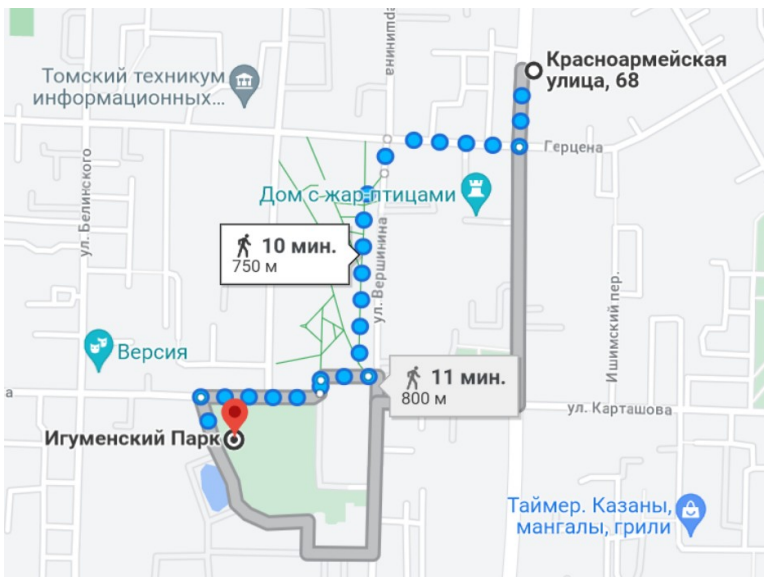 Красноармейская
улица, 68
Томский техникум
информационных...
ул. Белинского
Вершинина
Герцена
Дом с жар-птицами
10 мин.
750 м
ул. Вершинина
Ишимский пер.
Версия
11 мин.
800 м
а
ул. Карташова
Игуменский Парк
Таймер. Казаны,
мангалы, грили